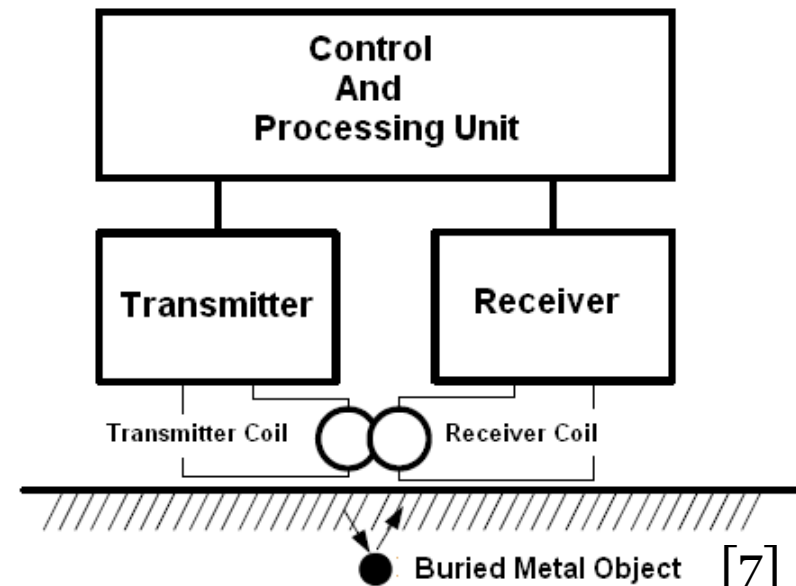 Control
And
Processing Unit
Transmitter
Receiver
Transmitter Coil
Receiver Coil
Buried Metal Object
[7]